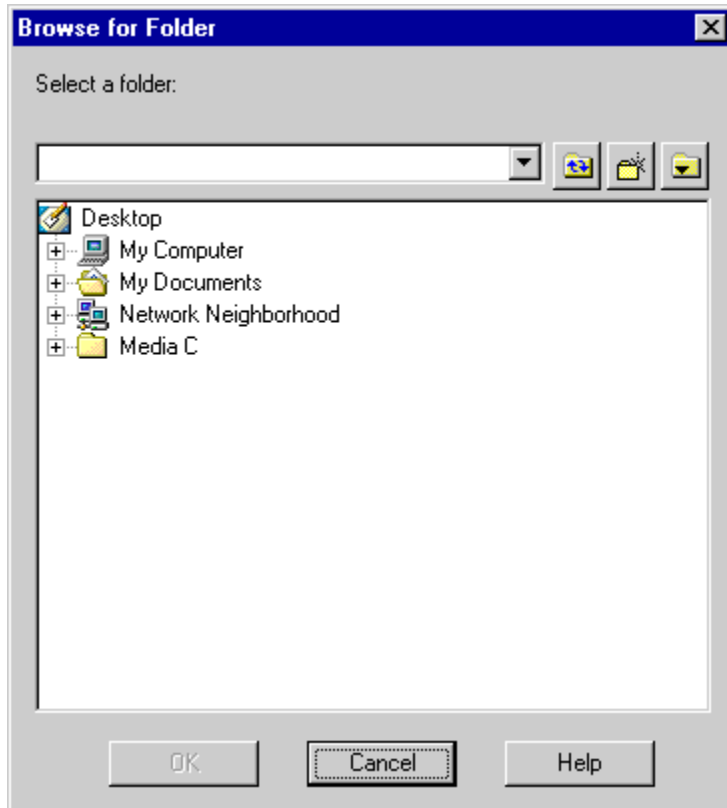 Browse for Folder
Select a folder:
Desktop
My Computer
My Documents
Network Neighborhood
Media C
OK Cancel Help